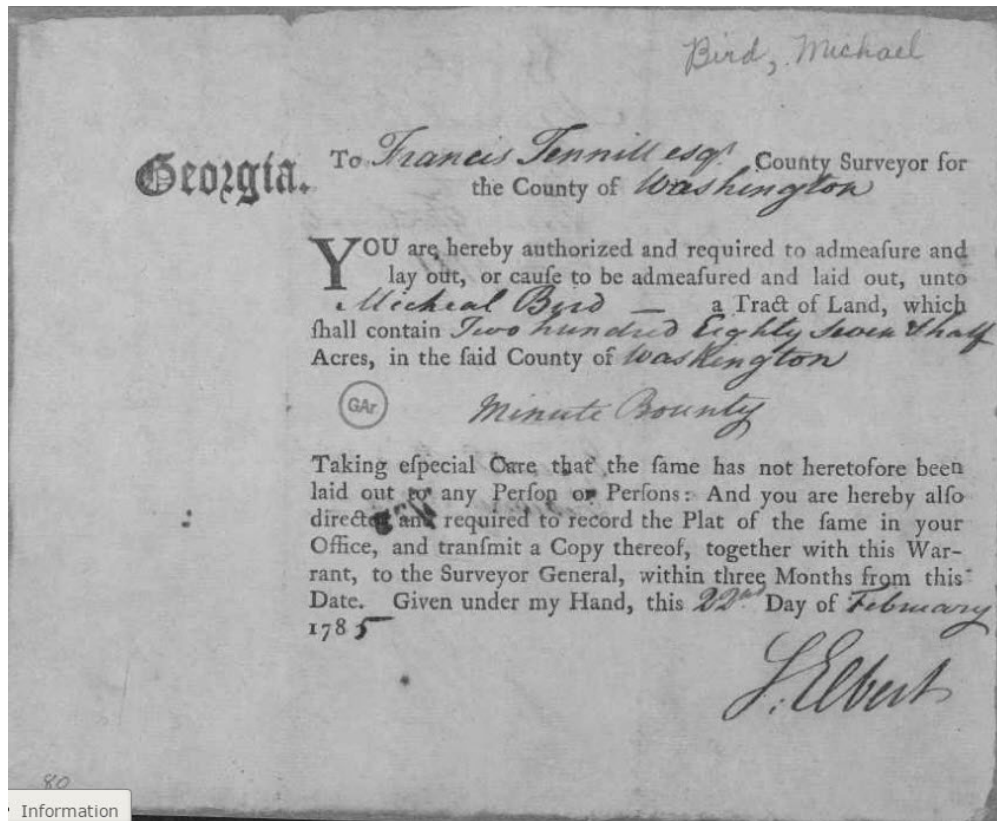 Bird, Michael
Georgia. To Francis Tennill esqr. County Surveyor for
the County of Washington
YOU are hereby authorized and required to admeaſure and
lay out, or cauſe to be admeaſured and laid out, unto
Micheal Bird — a Tract of Land, which
ſhall contain Two hundred Eighty Seven & half
Acres, in the ſaid County of Washington
GAr.
Minute Bounty
Taking eſpecial Care that the ſame has not heretofore been
laid out to any Perſon or Perſons: And you are hereby alſo
directed and required to record the Plat of the ſame in your
Office, and tranſmit a Copy thereof, together with this War-
rant, to the Surveyor General, within three Months from this
Date. Given under my Hand, this 22nd Day of February
1785
S. Elbert
80
Information